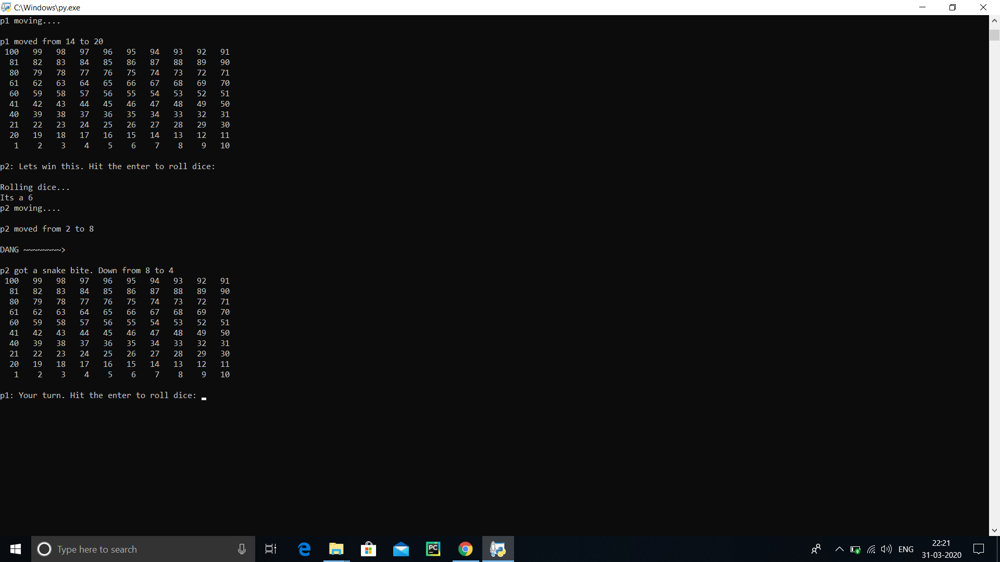 C:\Windows\py.exe
p1 moving....
p1 moved from 14 to 20
100 99 98 97 96 95 94 93 92 91
81 82 83 84 85 86 87 88 89 90
80 79 78 77 76 75 74 73 72 71
61 62 63 64 65 66 67 68 69 70
60 59 58 57 56 55 54 53 52 51
41 42 43 44 45 46 47 48 49 50
40 39 38 37 36 35 34 33 32 31
21 22 23 24 25 26 27 28 29 30
20 19 18 17 16 15 14 13 12 11
1 2 3 4 5 6 7 8 9 10
p2: Lets win this. Hit the enter to roll dice:
Rolling dice...
Its a 6
p2 moving....
p2 moved from 2 to 8
DANG ~~~~~~~~>
p2 got a snake bite. Down from 8 to 4
100 99 98 97 96 95 94 93 92 91
81 82 83 84 85 86 87 88 89 90
80 79 78 77 76 75 74 73 72 71
61 62 63 64 65 66 67 68 69 70
60 59 58 57 56 55 54 53 52 51
41 42 43 44 45 46 47 48 49 50
40 39 38 37 36 35 34 33 32 31
21 22 23 24 25 26 27 28 29 30
20 19 18 17 16 15 14 13 12 11
1 2 3 4 5 6 7 8 9 10
p1: Your turn. Hit the enter to roll dice:
Type here to search
PC
ENG
22:21
31-03-2020